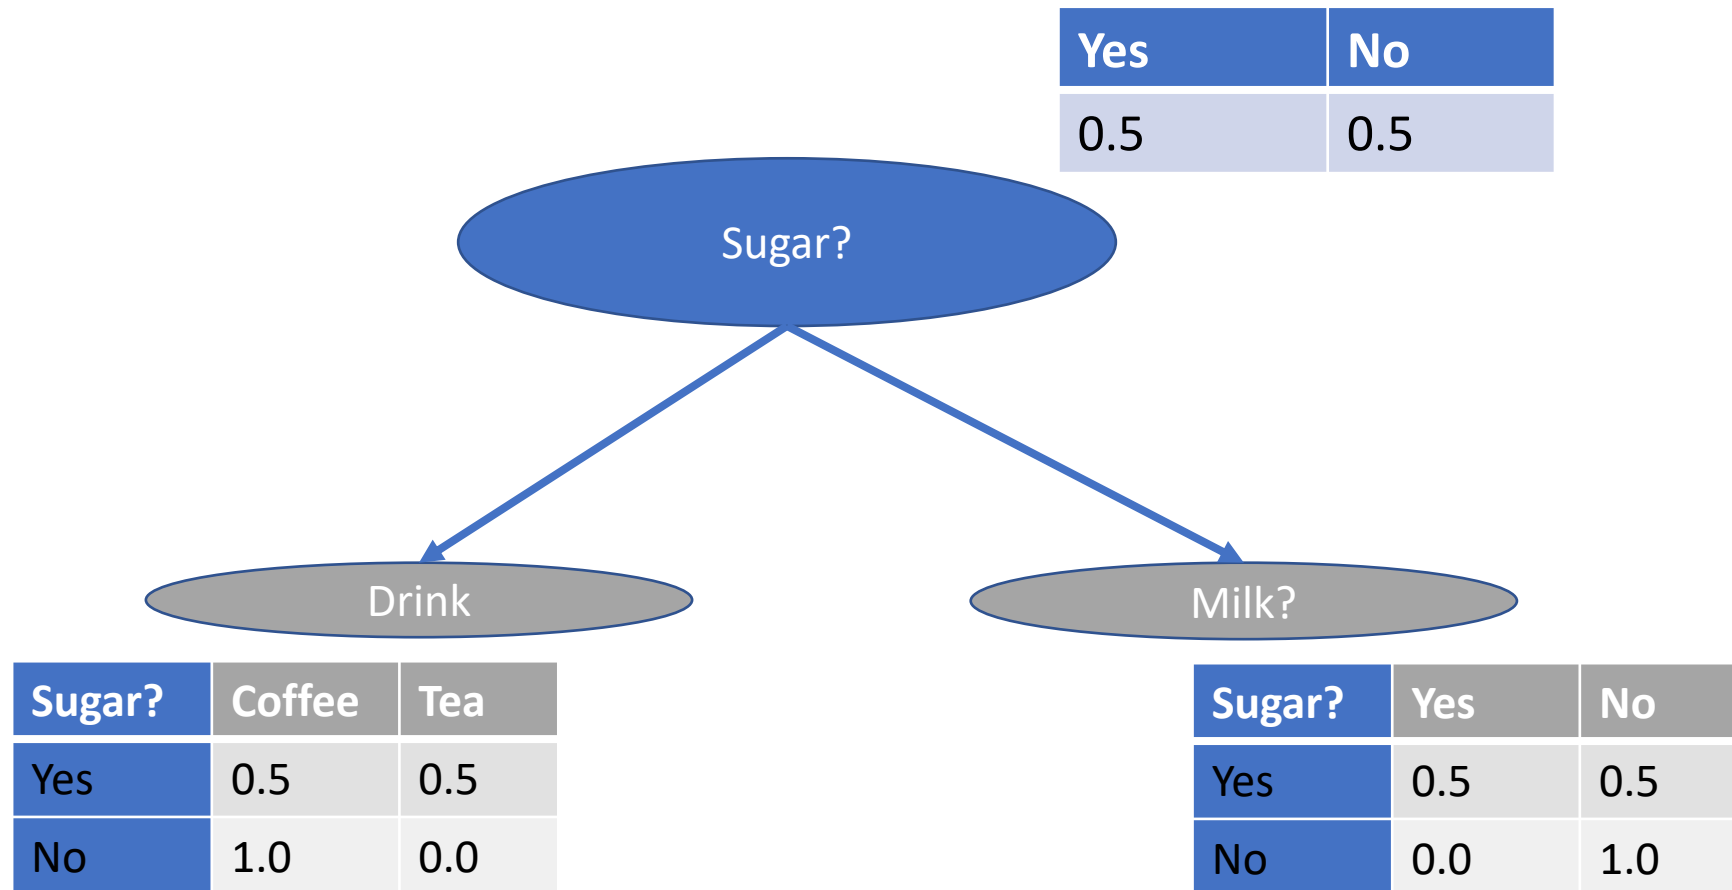 Yes No
0.5 0.5
Sugar?
Drink
Milk?
Sugar? Coffee Tea
Yes 0.5 0.5
No 1.0 0.0
Sugar? Yes No
Yes 0.5 0.5
No 0.0 1.0